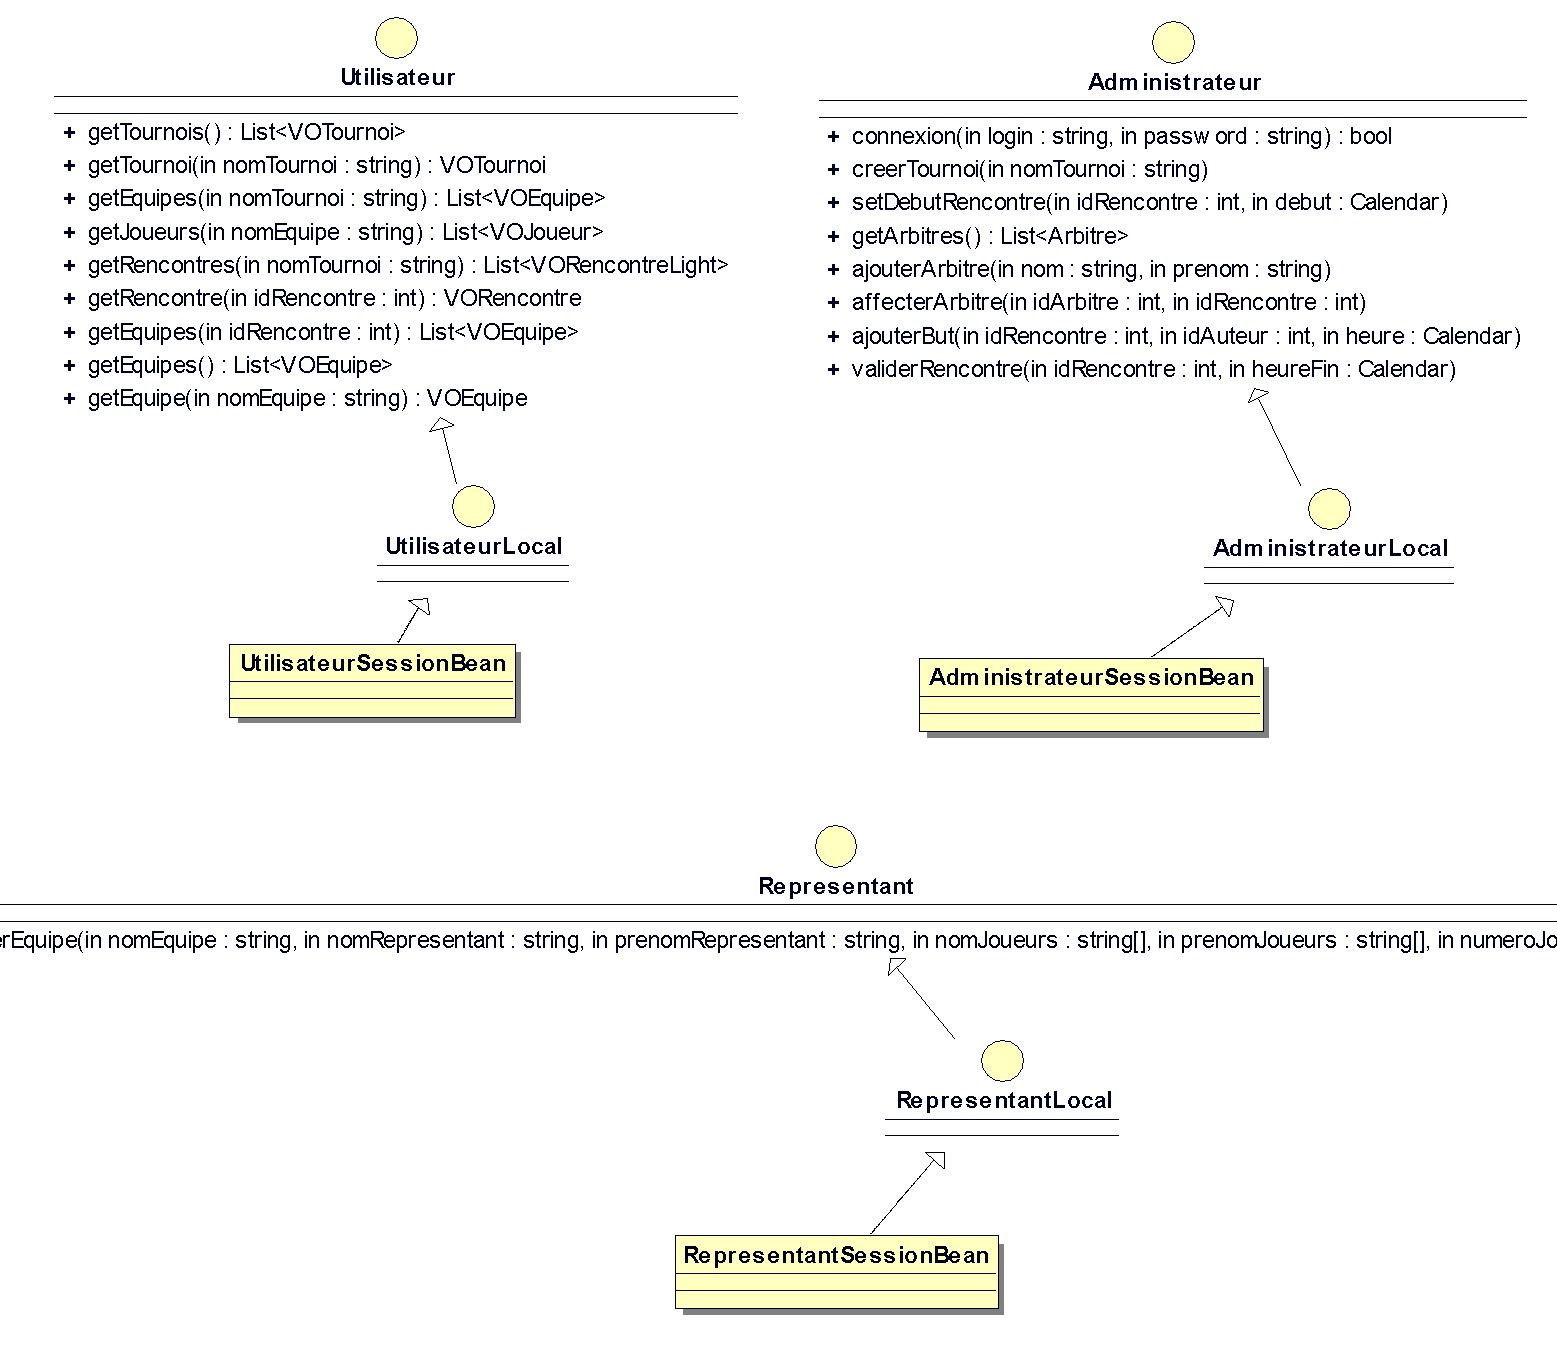 Utilisateur
+ getTournois() : List<VOTournoi>
+ getTournoi(in nomTournoi : string) : VOTournoi
+ getEquipes(in nomTournoi : string) : List<VOEquipe>
+ getJoueurs(in nomEquipe : string) : List<VOJoueur>
+ getRencontres(in nomTournoi : string) : List<VORencontreLight>
+ getRencontre(in idRencontre : int) : VORencontre
+ getEquipes(in idRencontre : int) : List<VOEquipe>
+ getEquipes() : List<VOEquipe>
+ getEquipe(in nomEquipe : string) : VOEquipe
UtilisateurLocal
UtilisateurSessionBean
Administrateur
+ connexion(in login : string, in password : string) : bool
+ creerTournoi(in nomTournoi : string)
+ setDebutRencontre(in idRencontre : int, in debut : Calendar)
+ getArbitres() : List<Arbitre>
+ ajouterArbitre(in nom : string, in prenom : string)
+ affecterArbitre(in idArbitre : int, in idRencontre : int)
+ ajouterBut(in idRencontre : int, in idAuteur : int, in heure : Calendar)
+ validerRencontre(in idRencontre : int, in heureFin : Calendar)
AdministrateurLocal
AdministrateurSessionBean
Representant
erEquipe(in nomEquipe : string, in nomRepresentant : string, in prenomRepresentant : string, in nomJoueurs : string[], in prenomJoueurs : string[], in numeroJo
RepresentantLocal
RepresentantSessionBean